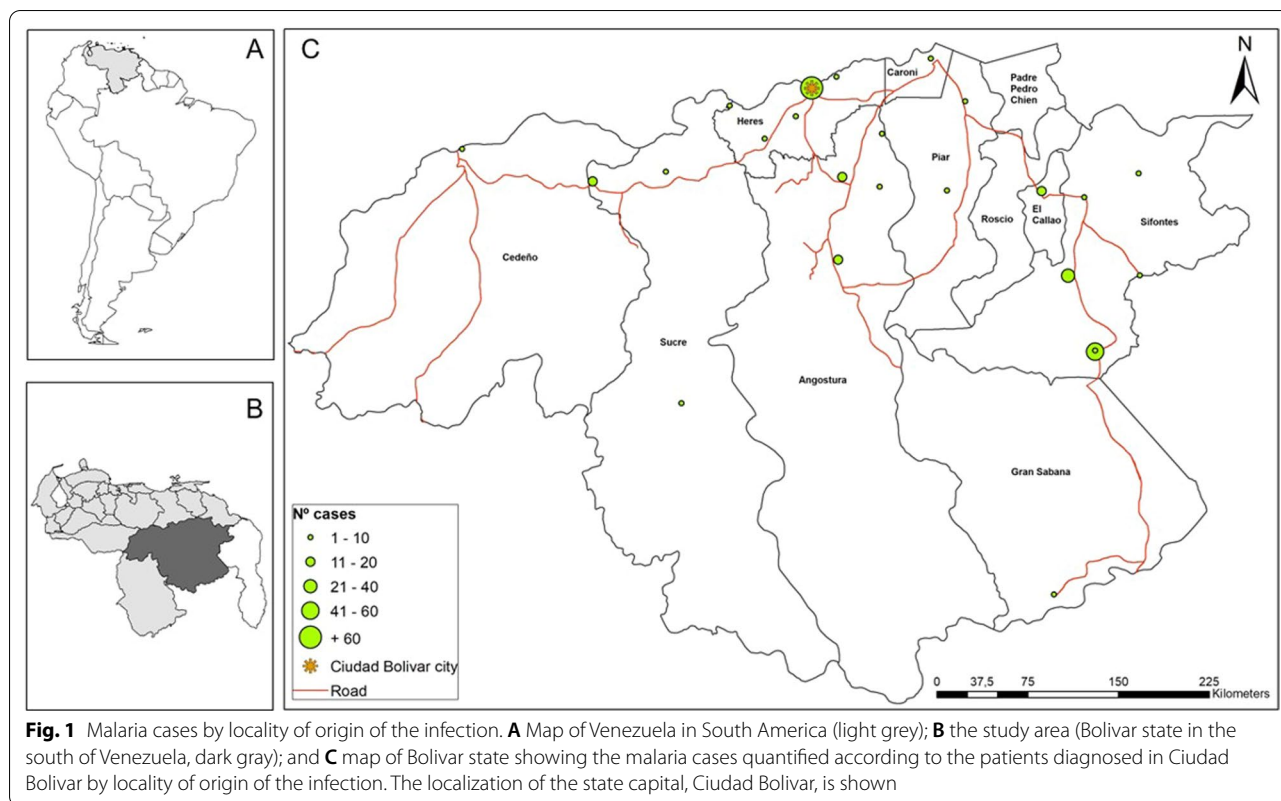 A
B
C
N
Caroni
Padre
Pedro
Chien
Heres
Piar
Roscio
El
Callao
Sifontes
Cedeño
Sucre
Angostura
Gran Sabana
Nº cases
1 - 10
11 - 20
21 - 40
41 - 60
+ 60
Ciudad Bolivar city
Road
0 37,5 75 150 225
Kilometers
Fig. 1 Malaria cases by locality of origin of the infection. A Map of Venezuela in South America (light grey); B the study area (Bolivar state in the
south of Venezuela, dark gray); and C map of Bolivar state showing the malaria cases quantified according to the patients diagnosed in Ciudad
Bolivar by locality of origin of the infection. The localization of the state capital, Ciudad Bolivar, is shown